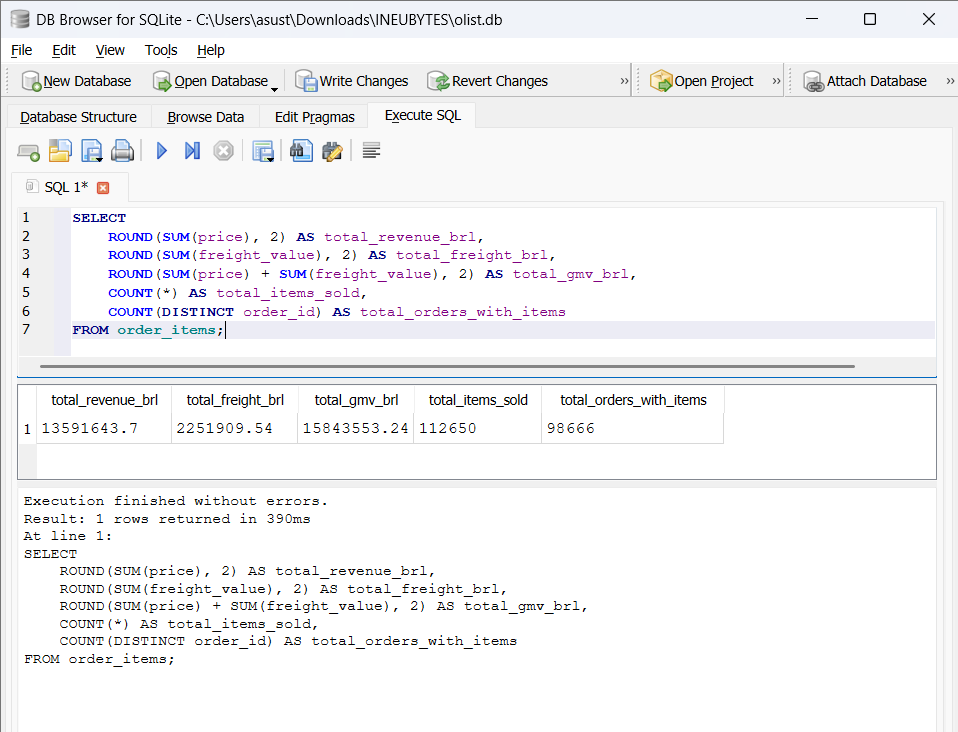 DB Browser for SQLite - C:\Users\asust\Downloads\INEUBYTES\olist.db
File Edit View Tools Help
New Database Open Database Write Changes Revert Changes » Open Project » Attach Database »
Database Structure Browse Data Edit Pragmas Execute SQL
SQL 1*
1 SELECT
2 ROUND(SUM(price), 2) AS total_revenue_brl,
3 ROUND(SUM(freight_value), 2) AS total_freight_brl,
4 ROUND(SUM(price) + SUM(freight_value), 2) AS total_gmv_brl,
5 COUNT(*) AS total_items_sold,
6 COUNT(DISTINCT order_id) AS total_orders_with_items
7 FROM order_items;
total_revenue_brl total_freight_brl total_gmv_brl total_items_sold total_orders_with_items
1 13591643.7 2251909.54 15843553.24 112650 98666
Execution finished without errors.
Result: 1 rows returned in 390ms
At line 1:
SELECT
ROUND(SUM(price), 2) AS total_revenue_brl,
ROUND(SUM(freight_value), 2) AS total_freight_brl,
ROUND(SUM(price) + SUM(freight_value), 2) AS total_gmv_brl,
COUNT(*) AS total_items_sold,
COUNT(DISTINCT order_id) AS total_orders_with_items
FROM order_items;